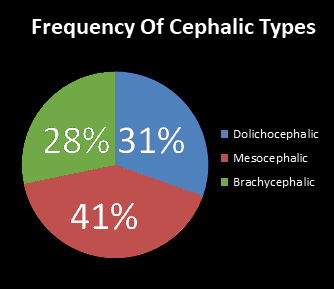 Frequency Of Cephalic Types
28% 31%
41%
Dolichocephalic
Mesocephalic
Brachycephalic